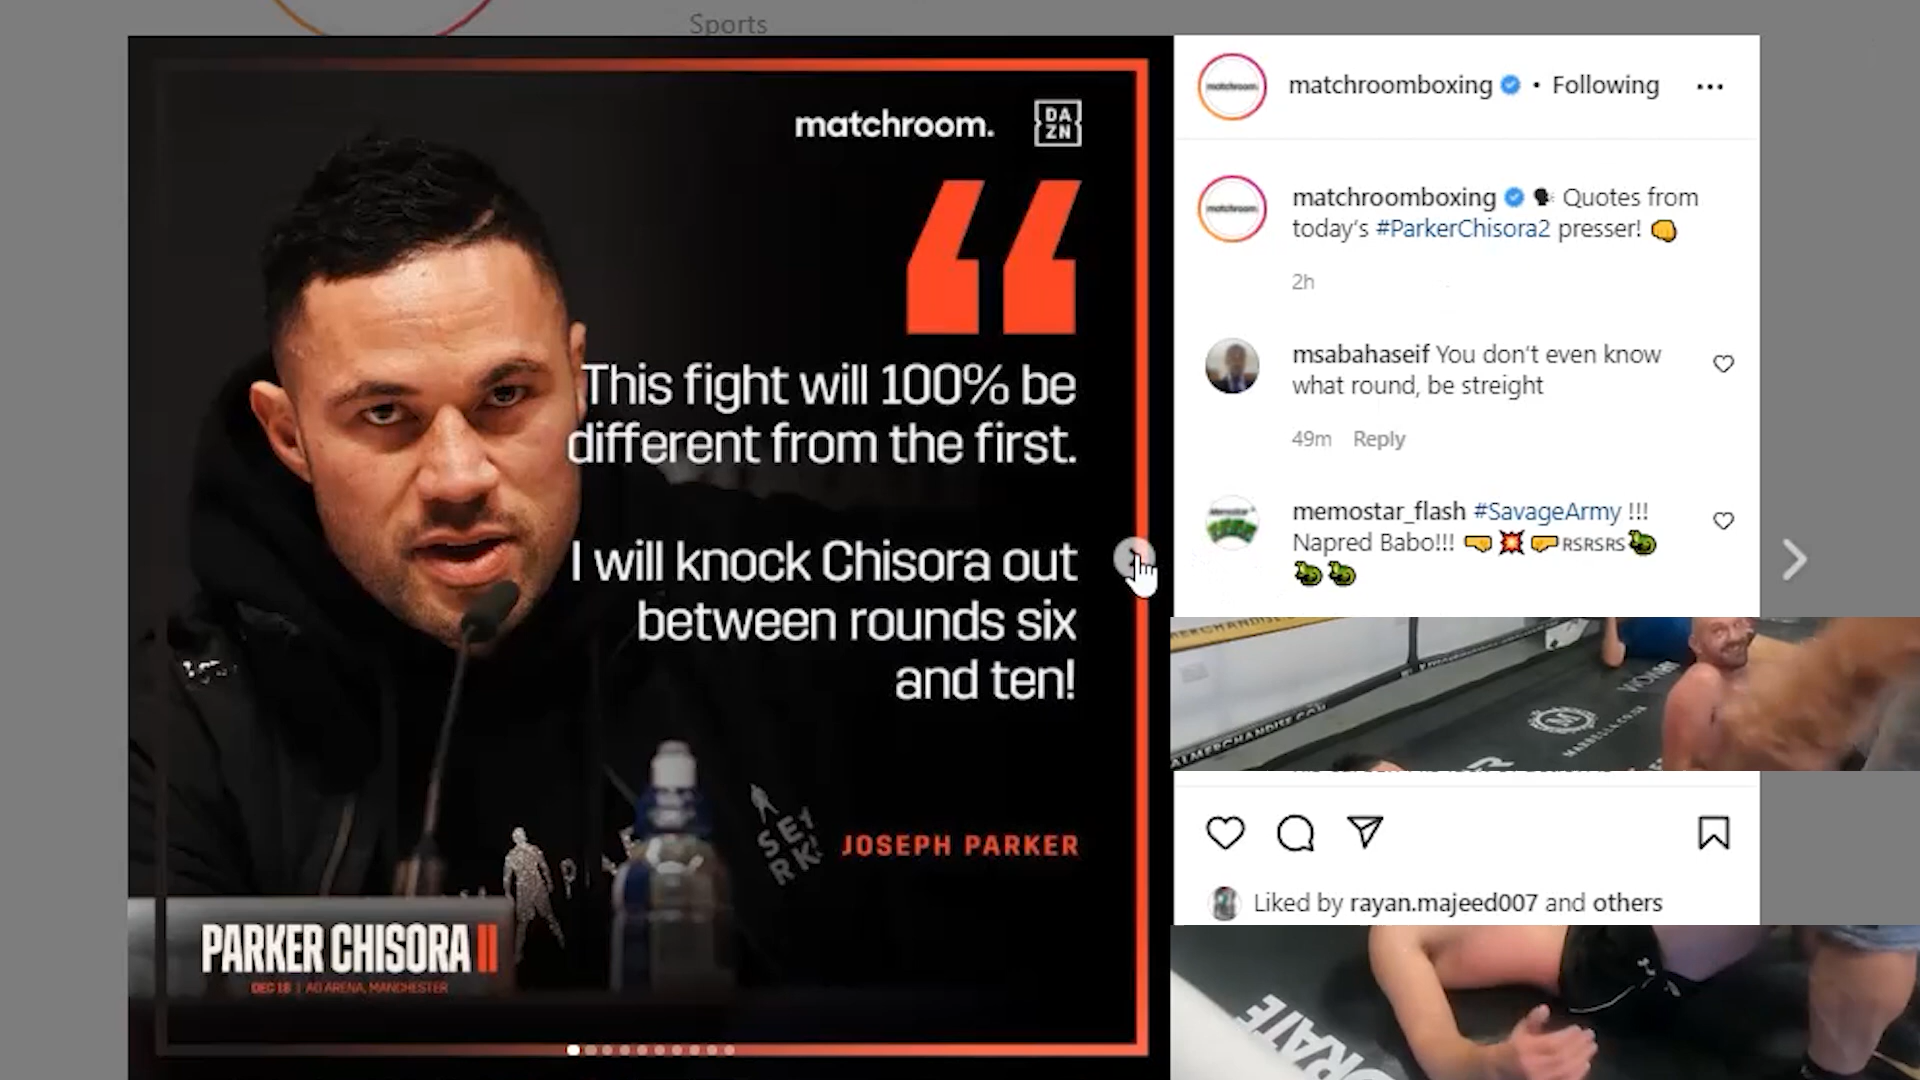 Sports
matchroom.
DA
ZN
This fight will 100% be
different from the first.
I will knock Chisora out
between rounds six
and ten!
JOSEPH PARKER
PARKER CHISORA II
DEC 18 | AO ARENA, MANCHESTER
matchroomboxing • Following
matchroomboxing Quotes from
today's #ParkerChisora2 presser!
2h
msabahaseif You don't even know
what round, be streight
49m Reply
memostar_flash #SavageArmy !!!
Napred Babo!!! RSRSRS
MARBELLA.CO.UK
Liked by rayan.majeed007 and others